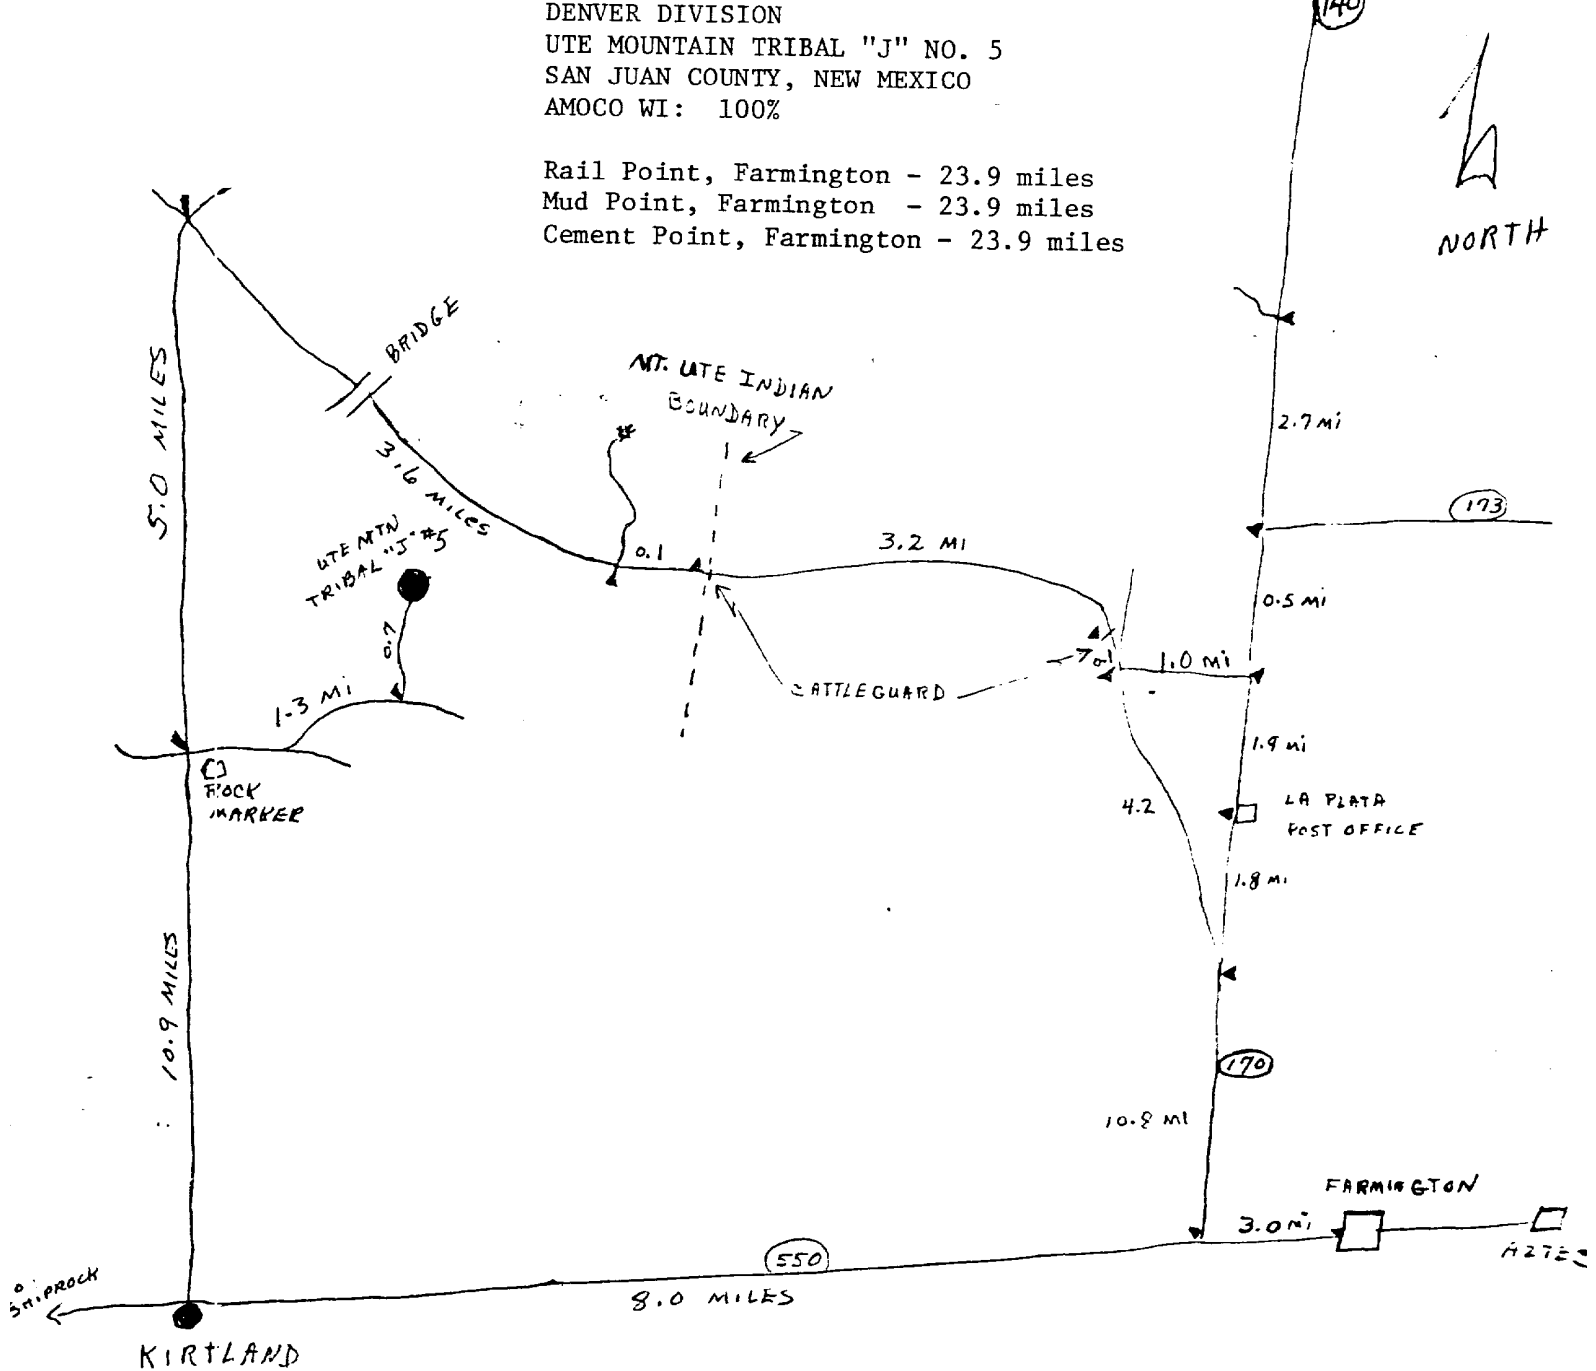 140
DENVER DIVISION
UTE MOUNTAIN TRIBAL "J" NO. 5
SAN JUAN COUNTY, NEW MEXICO
AMOCO WI: 100%
Rail Point, Farmington - 23.9 miles
Mud Point, Farmington - 23.9 miles
Cement Point, Farmington - 23.9 miles
NORTH
BRIDGE
MT. UTE INDIAN
BOUNDARY
5.0 MILES
3.6 MILES
2.7 Mi
173
UTE MTN
TRIBAL "J" #5
0.1
3.2 MI
0.5 Mi
0.7
1.0 Mi
1.3 Mi
CATTLEGUARD
1.9 Mi
ROCK
MARKER
4.2
LA PLATA
POST OFFICE
1.8 Mi
10.9 MILES
170
10.8 MI
FARMINGTON
3.0 Mi
550
AZTEC
SHIPROCK
8.0 MILES
KIRTLAND